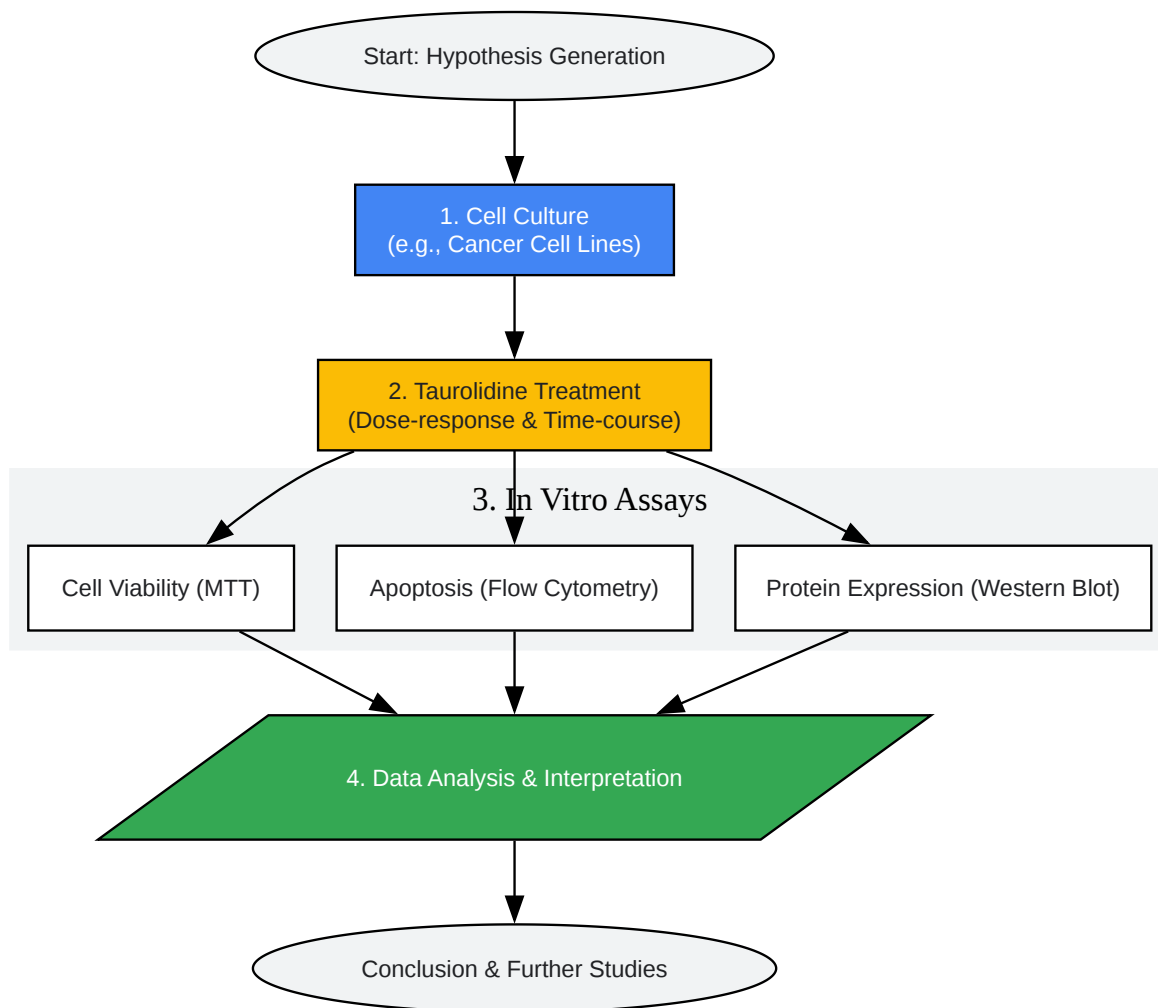 Start: Hypothesis Generation
1. Cell Culture
(e.g., Cancer Cell Lines)
2. Taurolidine Treatment
(Dose-response & Time-course)
3. In Vitro Assays
Cell Viability (MTT)
Apoptosis (Flow Cytometry)
Protein Expression (Western Blot)
4. Data Analysis & Interpretation
Conclusion & Further Studies